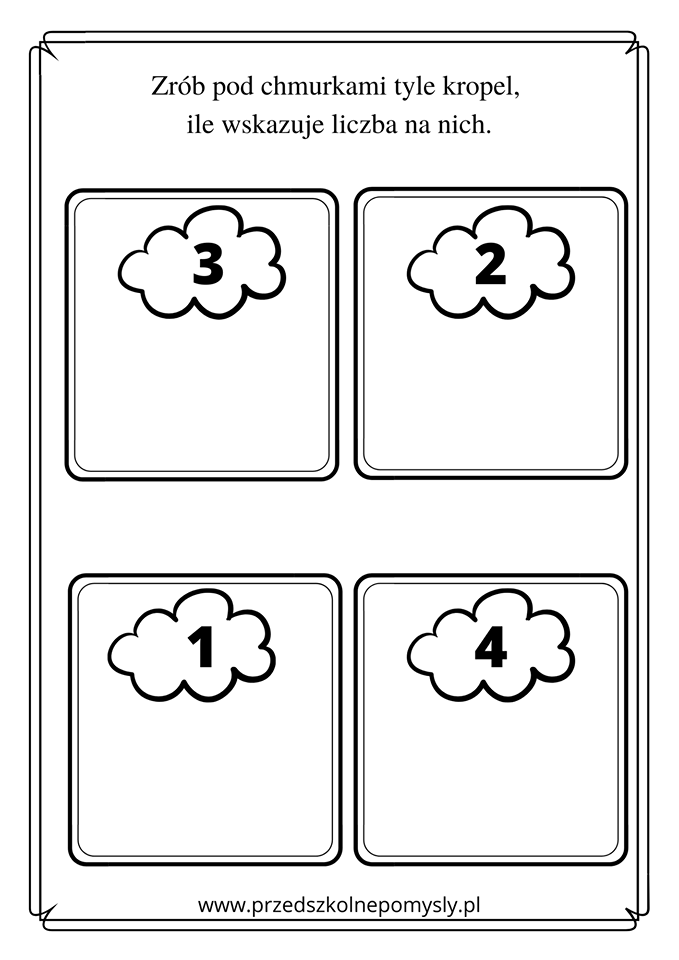 Zrób pod chmurkami tyle kropel,
ile wskazuje liczba na nich.
3
2
1
4
www.przedszkolnepomysly.pl